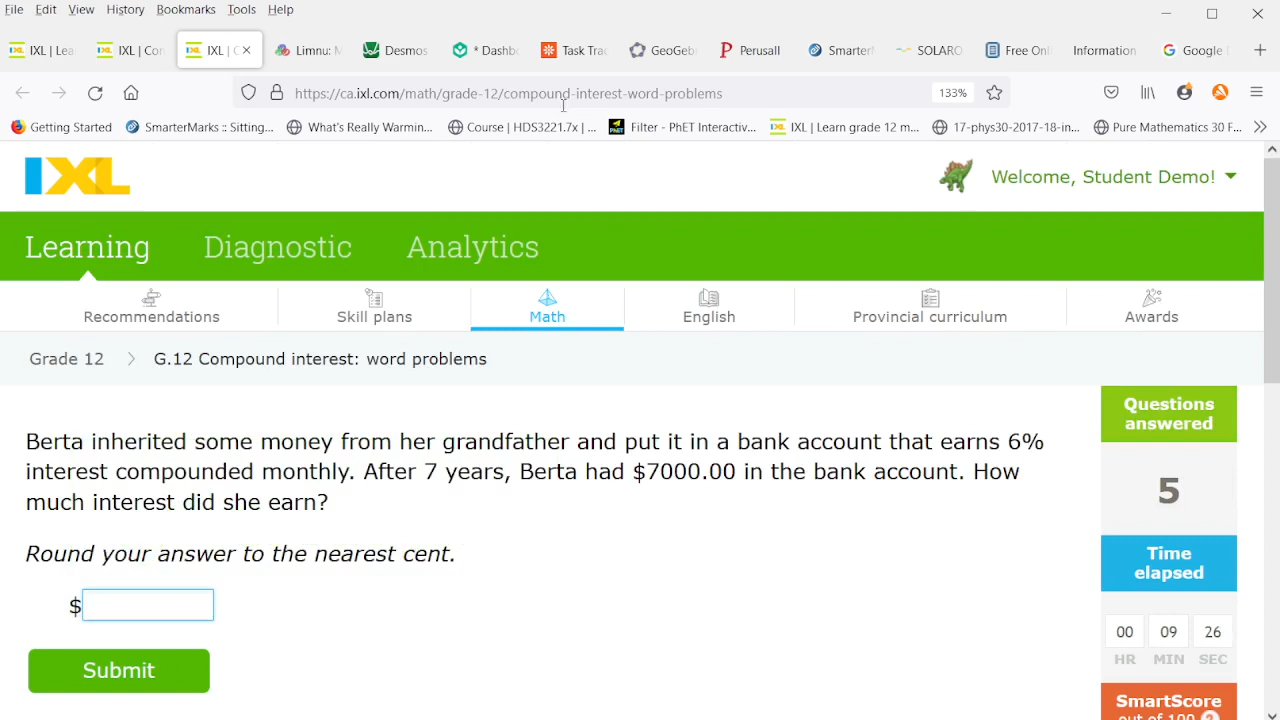 File Edit View History Bookmarks Tools Help
IXL | Lea IXL | Con IXL | C Limnu: M Desmos * Dashb Task Trac GeoGeb Perusall Smarter SOLARO Free Onl Information Google
https://ca.ixl.com/math/grade-12/compound-interest-word-problems 133%
Getting Started SmarterMarks :: Sitting... What's Really Warmin... Course | HDS3221.7x | ... Filter - PhET Interactiv... IXL | Learn grade 12 m... 17-phys30-2017-18-in... Pure Mathematics 30 F...
IXL Welcome, Student Demo!
Learning Diagnostic Analytics
Recommendations Skill plans Math English Provincial curriculum Awards
Grade 12 > G.12 Compound interest: word problems
Questions
answered
5
Time
elapsed
00 09 26
HR MIN SEC
SmartScore
out of 100 ?
Berta inherited some money from her grandfather and put it in a bank account that earns 6%
interest compounded monthly. After 7 years, Berta had $7000.00 in the bank account. How
much interest did she earn?
Round your answer to the nearest cent.
$
Submit